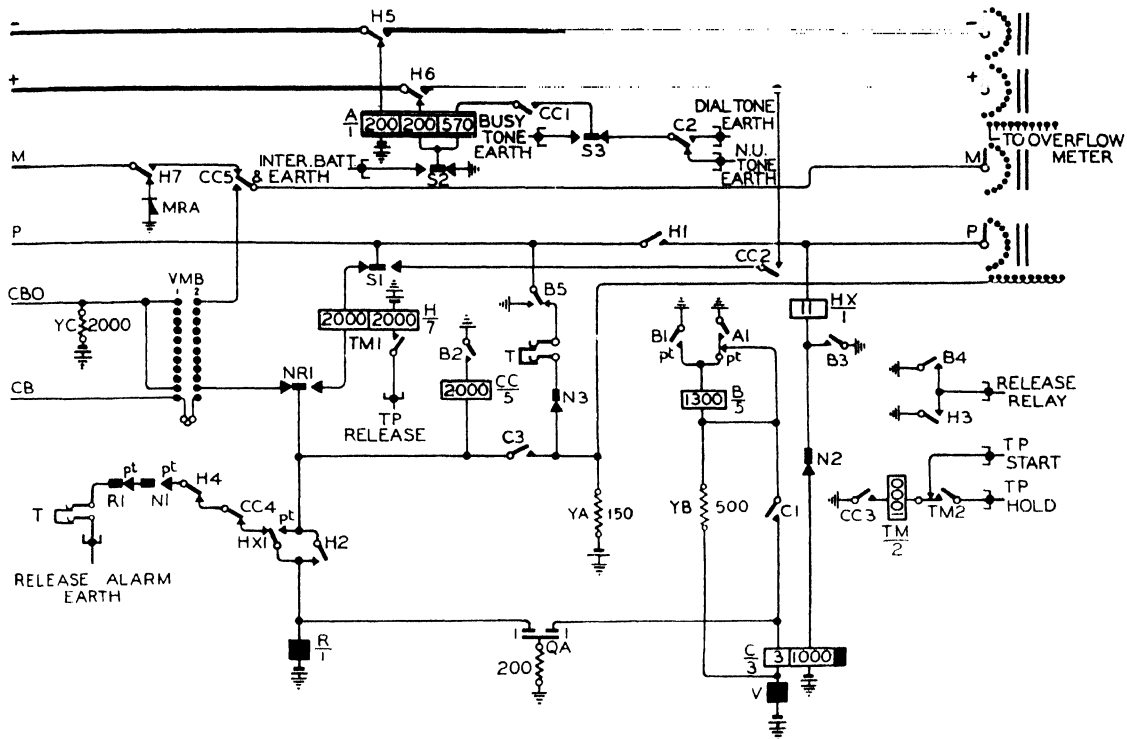 H5
−
−
+
H6
+
A/1
200 200 570
BUSY TONE EARTH
CC1
S3
C2
DIAL TONE EARTH
N.U. TONE EARTH
TO OVERFLOW METER
M
H7
CC5
INTER. BATT & EARTH
S2
M
MRA
P
H1
P
S1
CC2
CBO
VMB
1 2
YC 2000
2000 2000
H/7
TM1
B5
B2
T
B1
A1
pt
pt
11
HX/1
B3
B4
H3
RELEASE RELAY
CB
NR1
TP RELEASE
2000
CC/5
N3
1300
B/5
C3
N2
TP START
TP HOLD
pt
pt
R1
N1
H4
T
CC4
pt
HX1
H2
YA 150
YB 500
C1
CC3
1000
TM/2
TM2
RELEASE ALARM EARTH
R/1
1 1
QA
200
C/3
3 1000
V